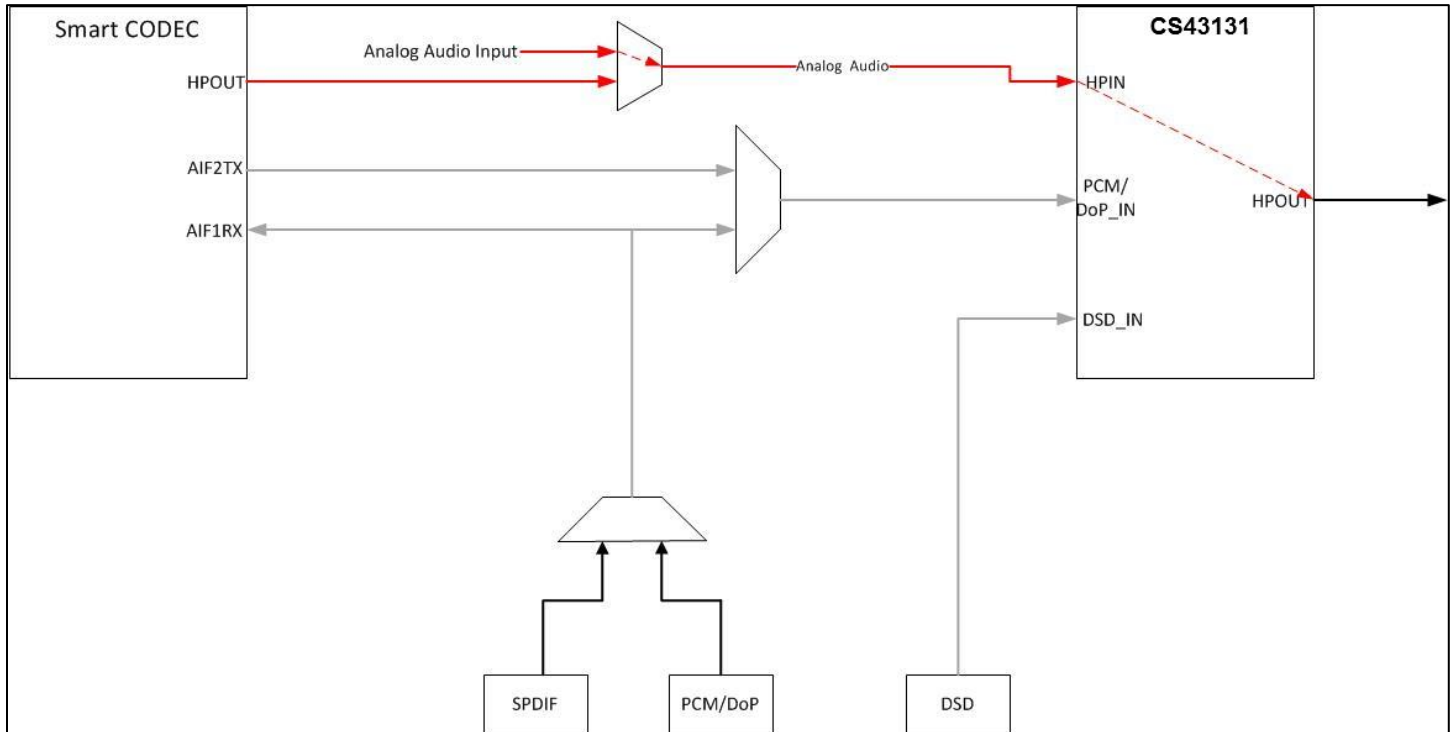 Smart CODEC
CS43131
Analog Audio Input
Analog Audio
HPOUT
HPIN
AIF2TX
PCM/
DoP_IN
HPOUT
AIF1RX
DSD_IN
SPDIF
PCM/DoP
DSD